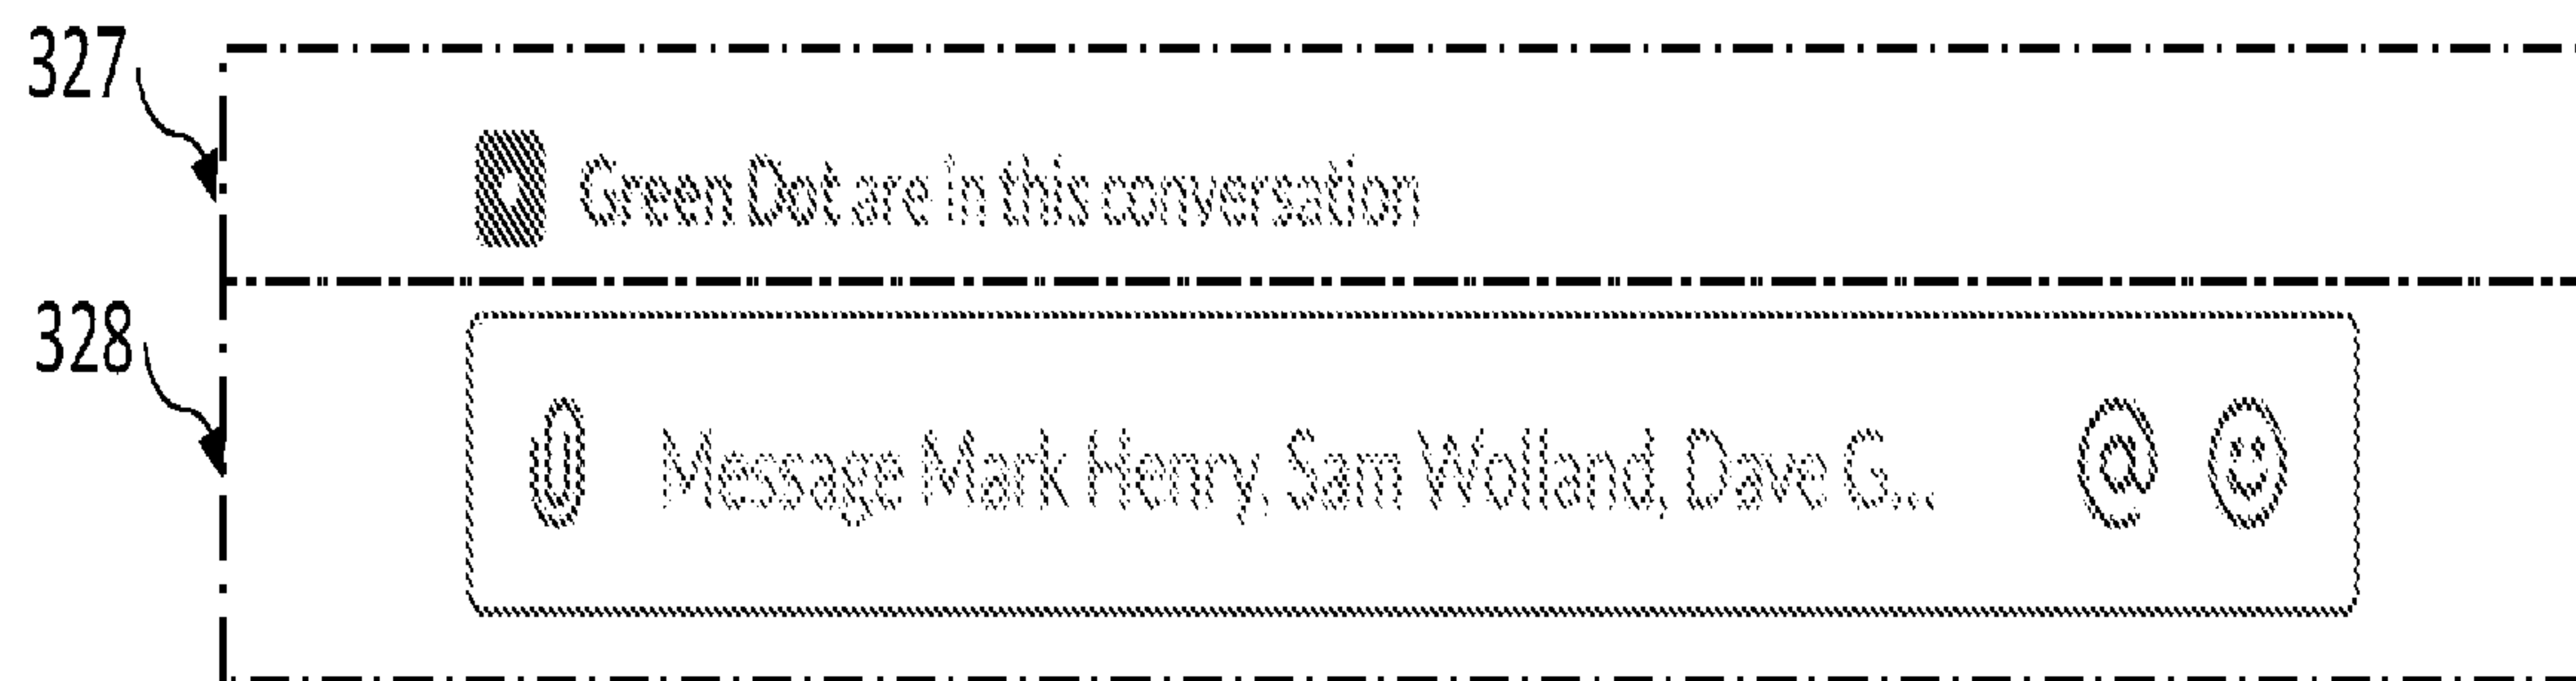 327
Green Dot are in this conversation
328
Message Mark Henry, Sam Wolland, Dave G... @